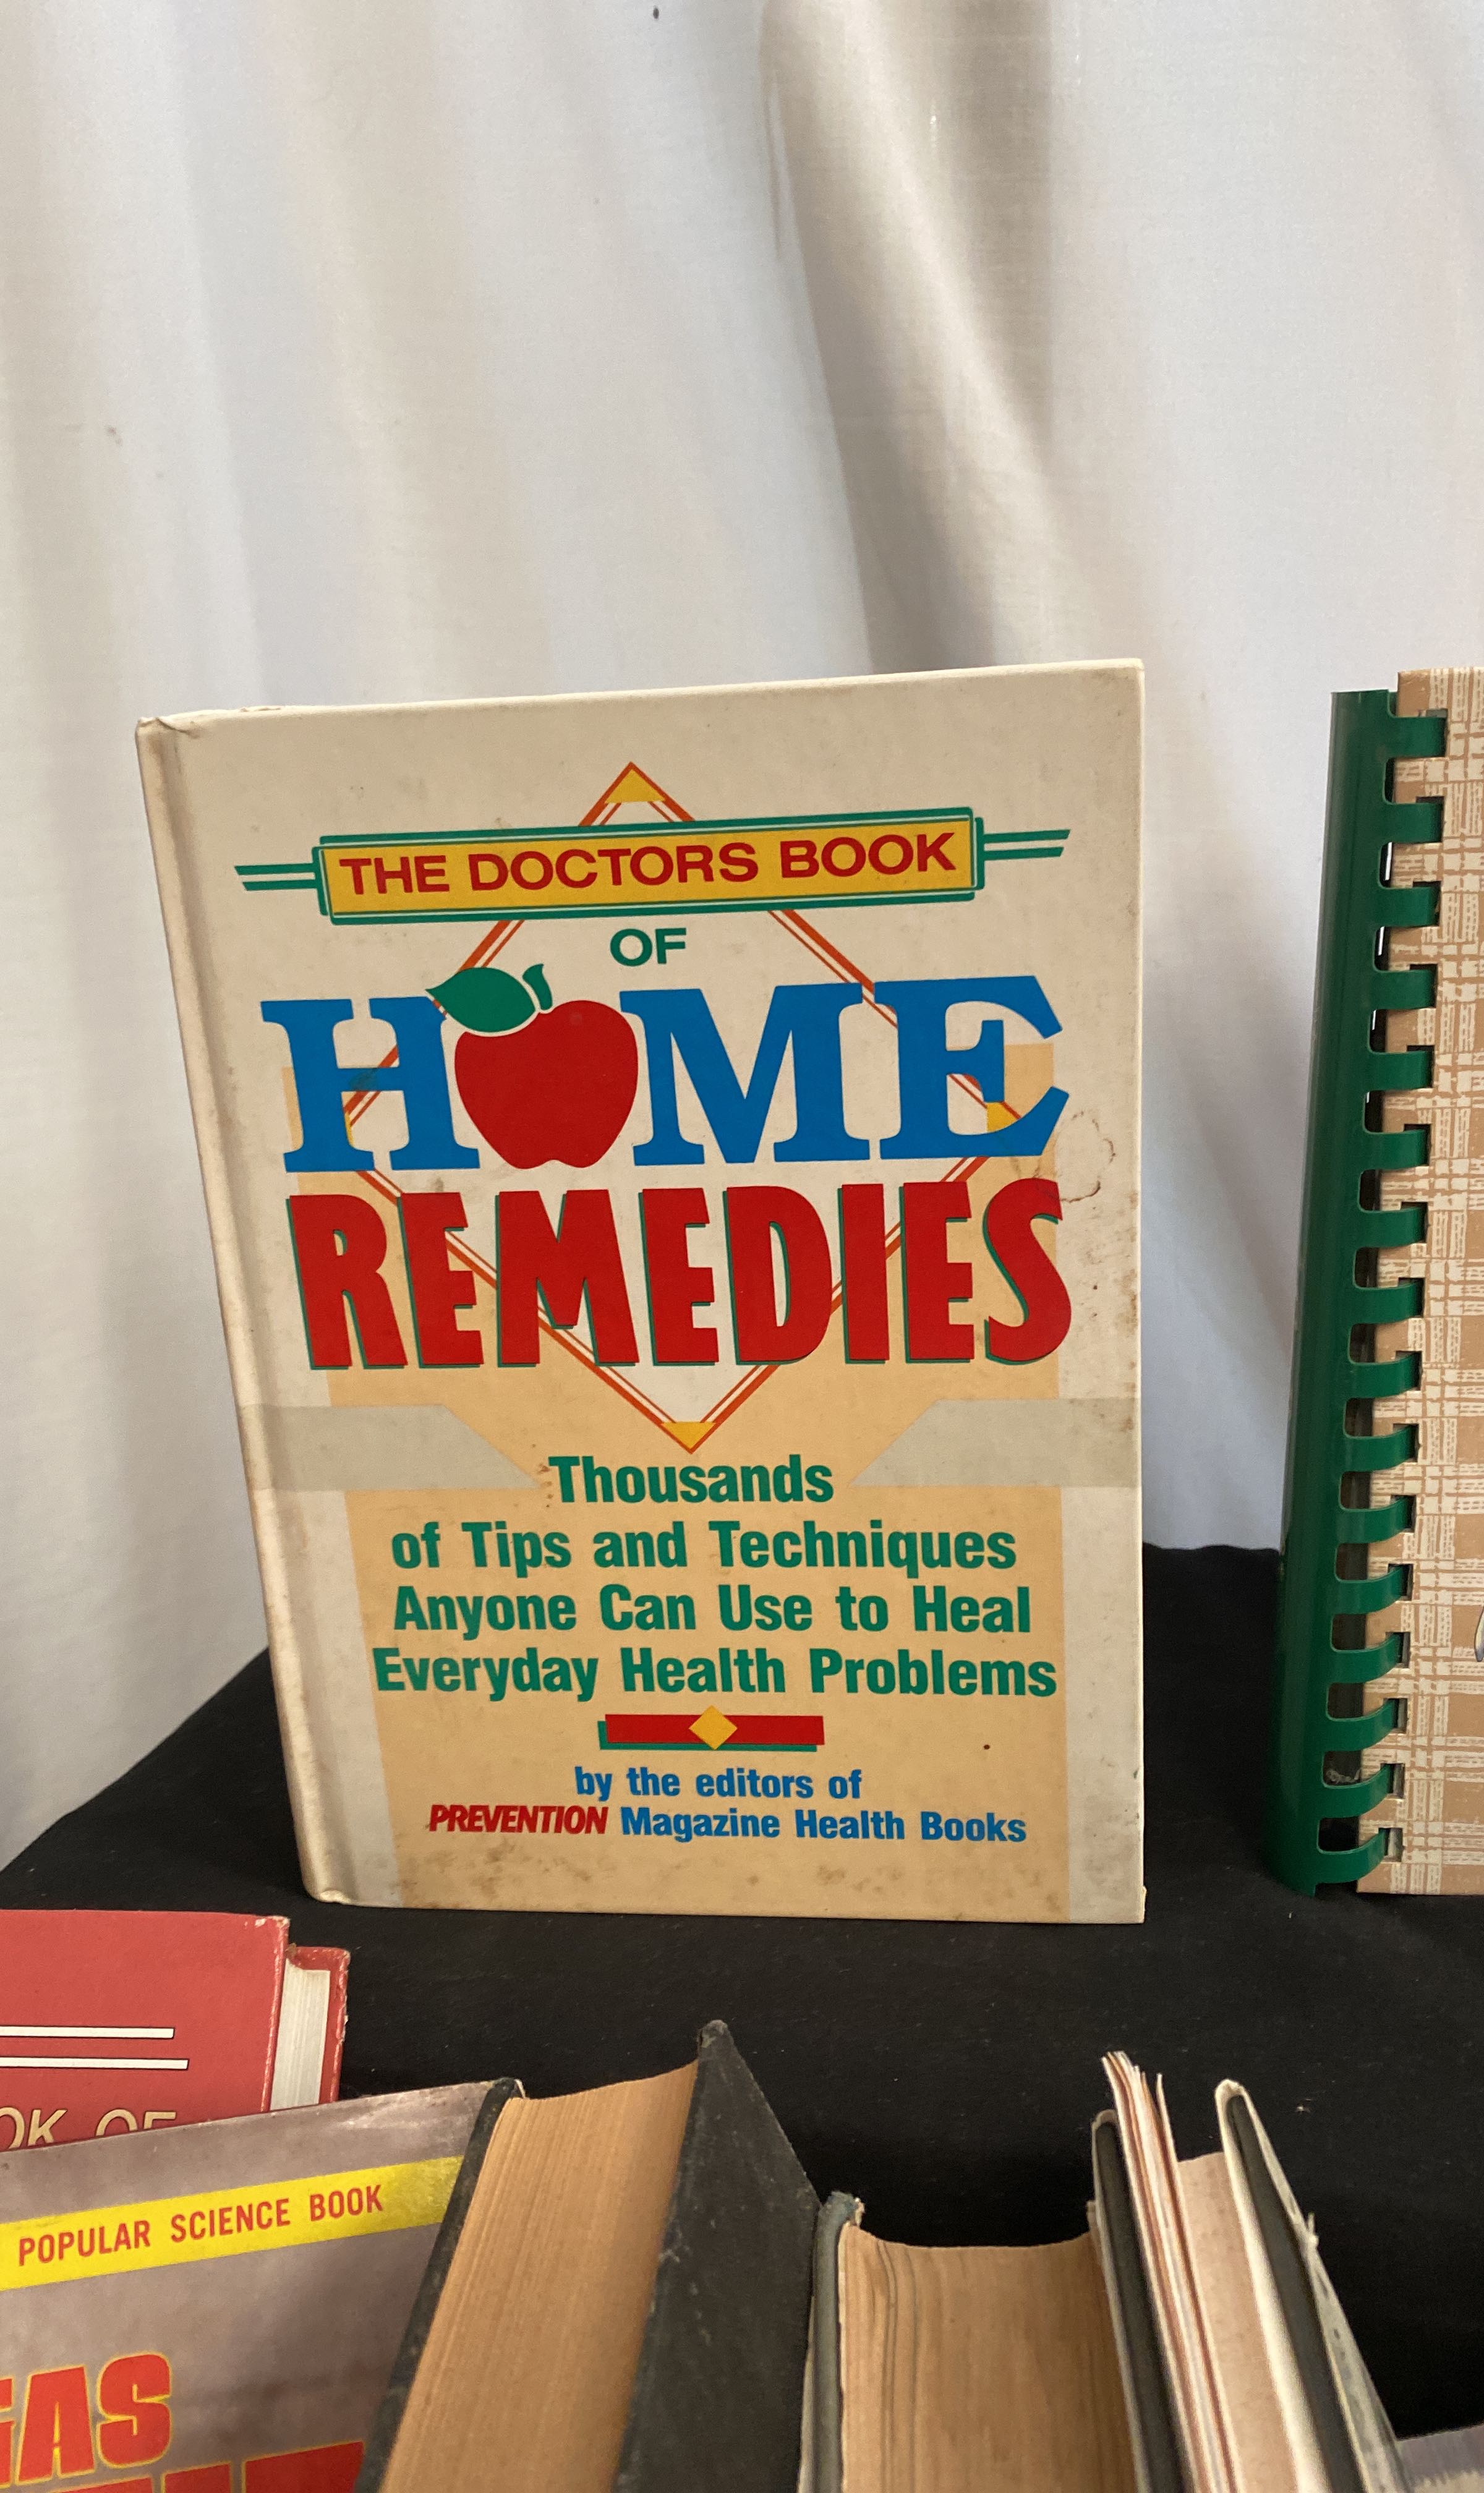 THE DOCTORS BOOK
OF
HOME
REMEDIES
Thousands
of Tips and Techniques
Anyone Can Use to Heal
Everyday Health Problems
by the editors of
PREVENTION Magazine Health Books
OF
POPULAR SCIENCE BOOK